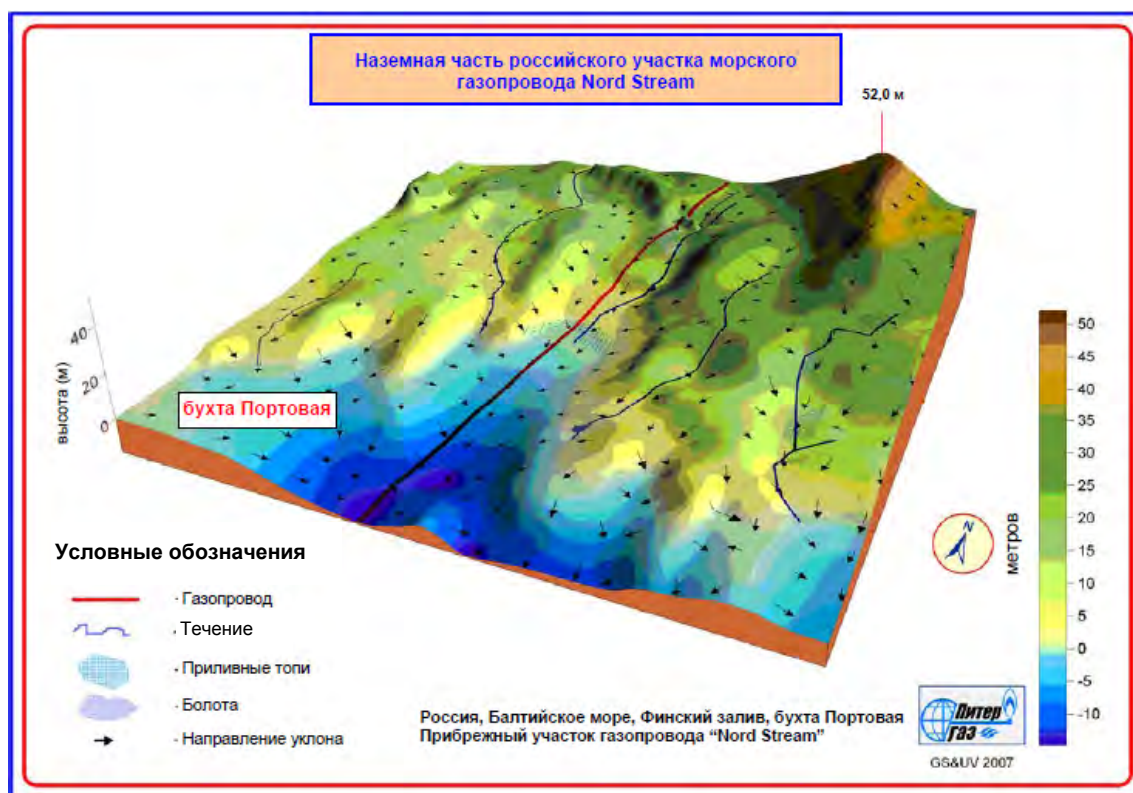 Наземная часть российского участка морского
газопровода Nord Stream
52,0 м
40
20
0
высота (м)
бухта Портовая
50
45
40
35
30
25
20
15
10
5
0
-5
-10
метров
N
Условные обозначения
- Газопровод
. Течение
- Приливные топи
- Болота
- Направление уклона
Россия, Балтийское море, Финский залив, бухта Портовая
Прибрежный участок газопровода “Nord Stream”
Питер
газ
GS&UV 2007